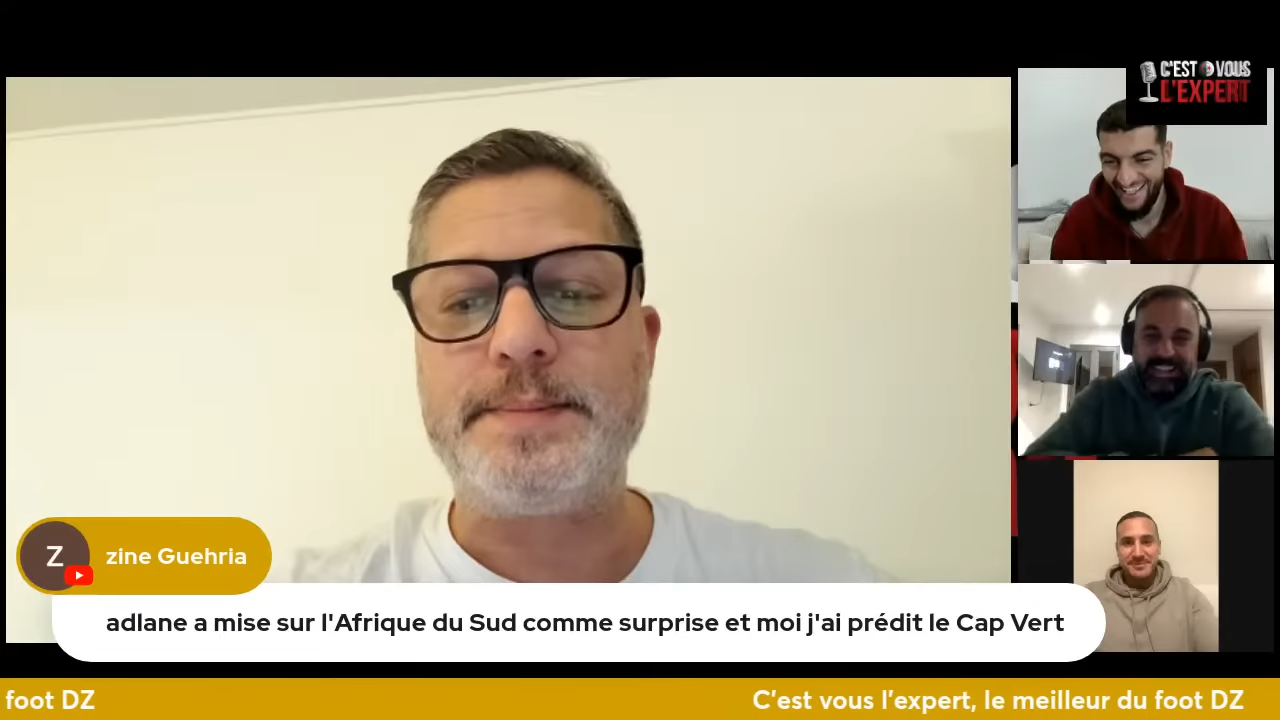 C'EST VOUS
L'EXPERT
Z
zine Guehria
adlane a mise sur l'Afrique du Sud comme surprise et moi j'ai prédit le Cap Vert
foot DZ
C'est vous l'expert, le meilleur du foot DZ